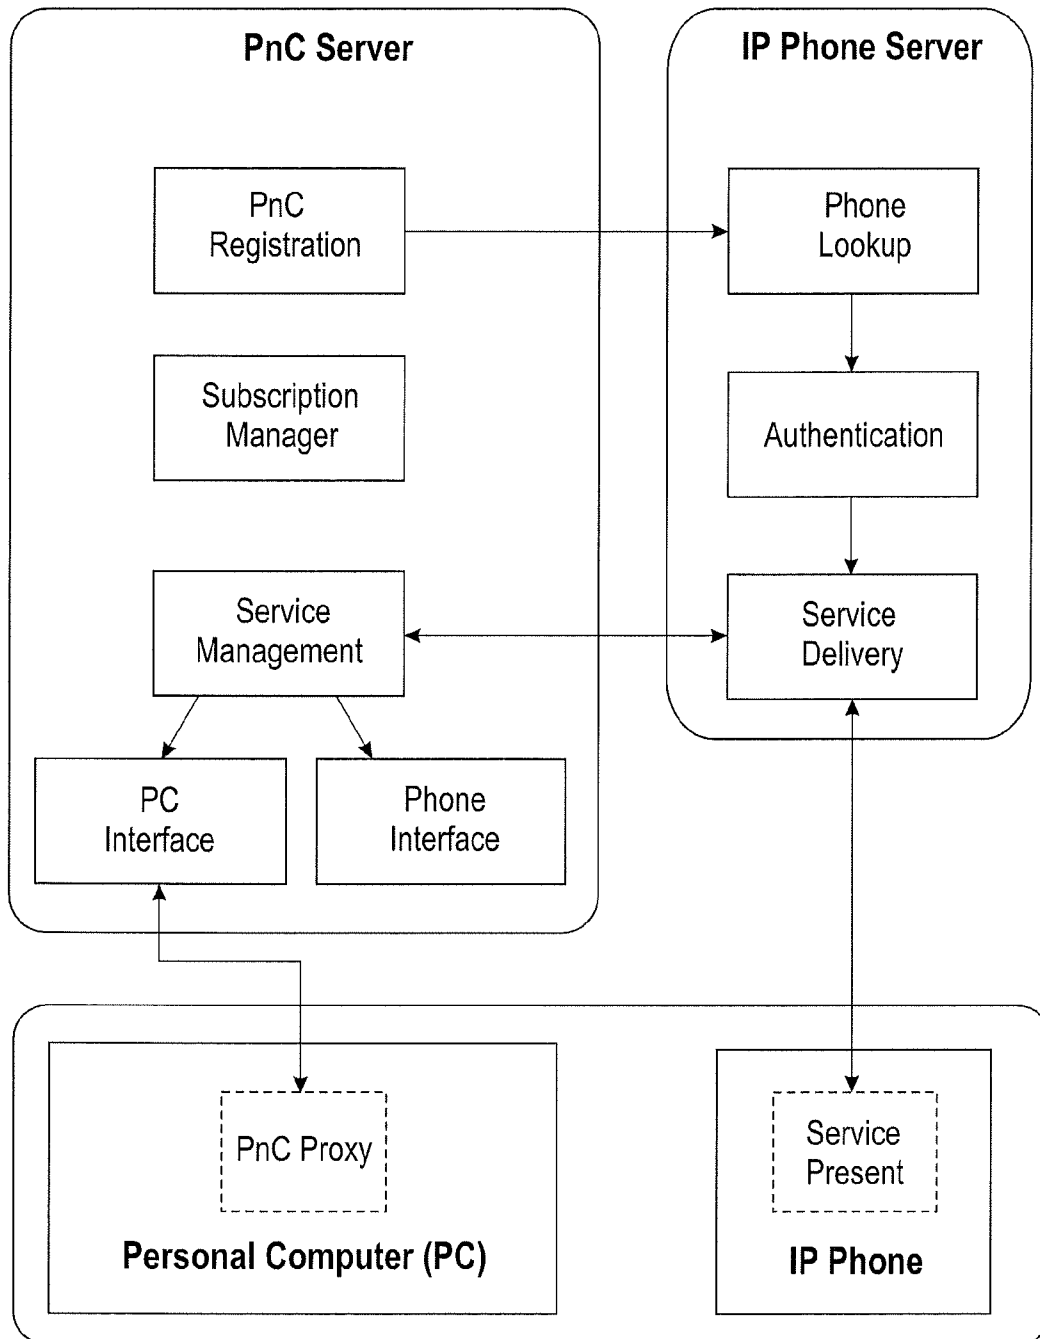 PnC Server
IP Phone Server
PnC
Registration
Phone
Lookup
Subscription
Manager
Authentication
Service
Management
Service
Delivery
PC
Interface
Phone
Interface
PnC Proxy
Service
Present
Personal Computer (PC)
IP Phone